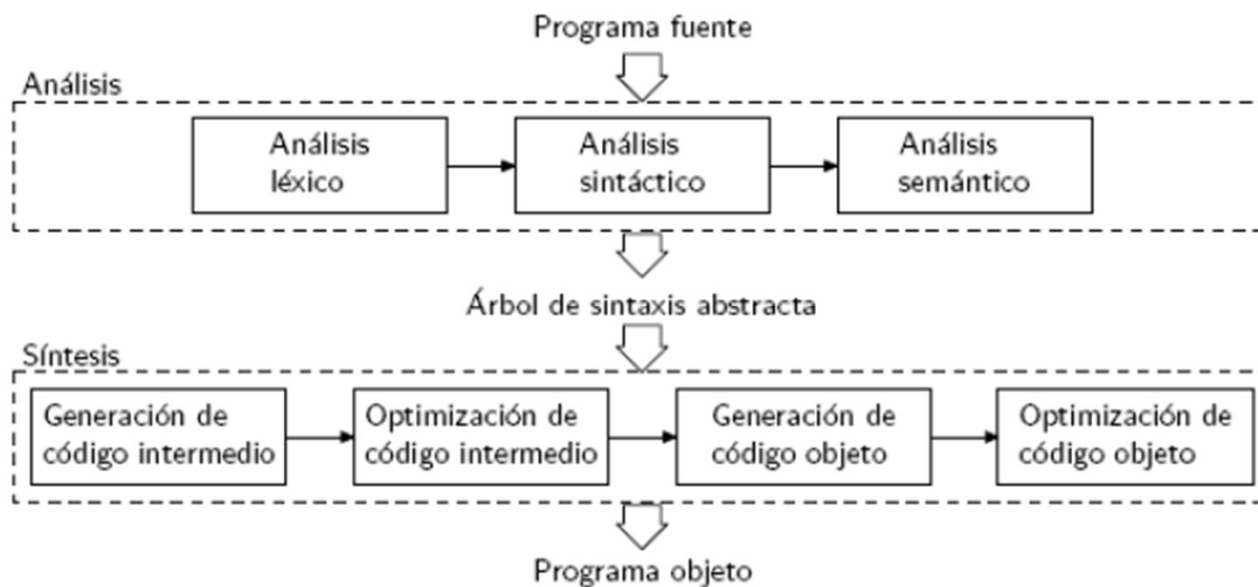 Programa fuente
Análisis
Análisis
léxico
Análisis
sintáctico
Análisis
semántico
Árbol de sintaxis abstracta
Síntesis
Generación de
código intermedio
Optimización de
código intermedio
Generación de
código objeto
Optimización de
código objeto
Programa objeto